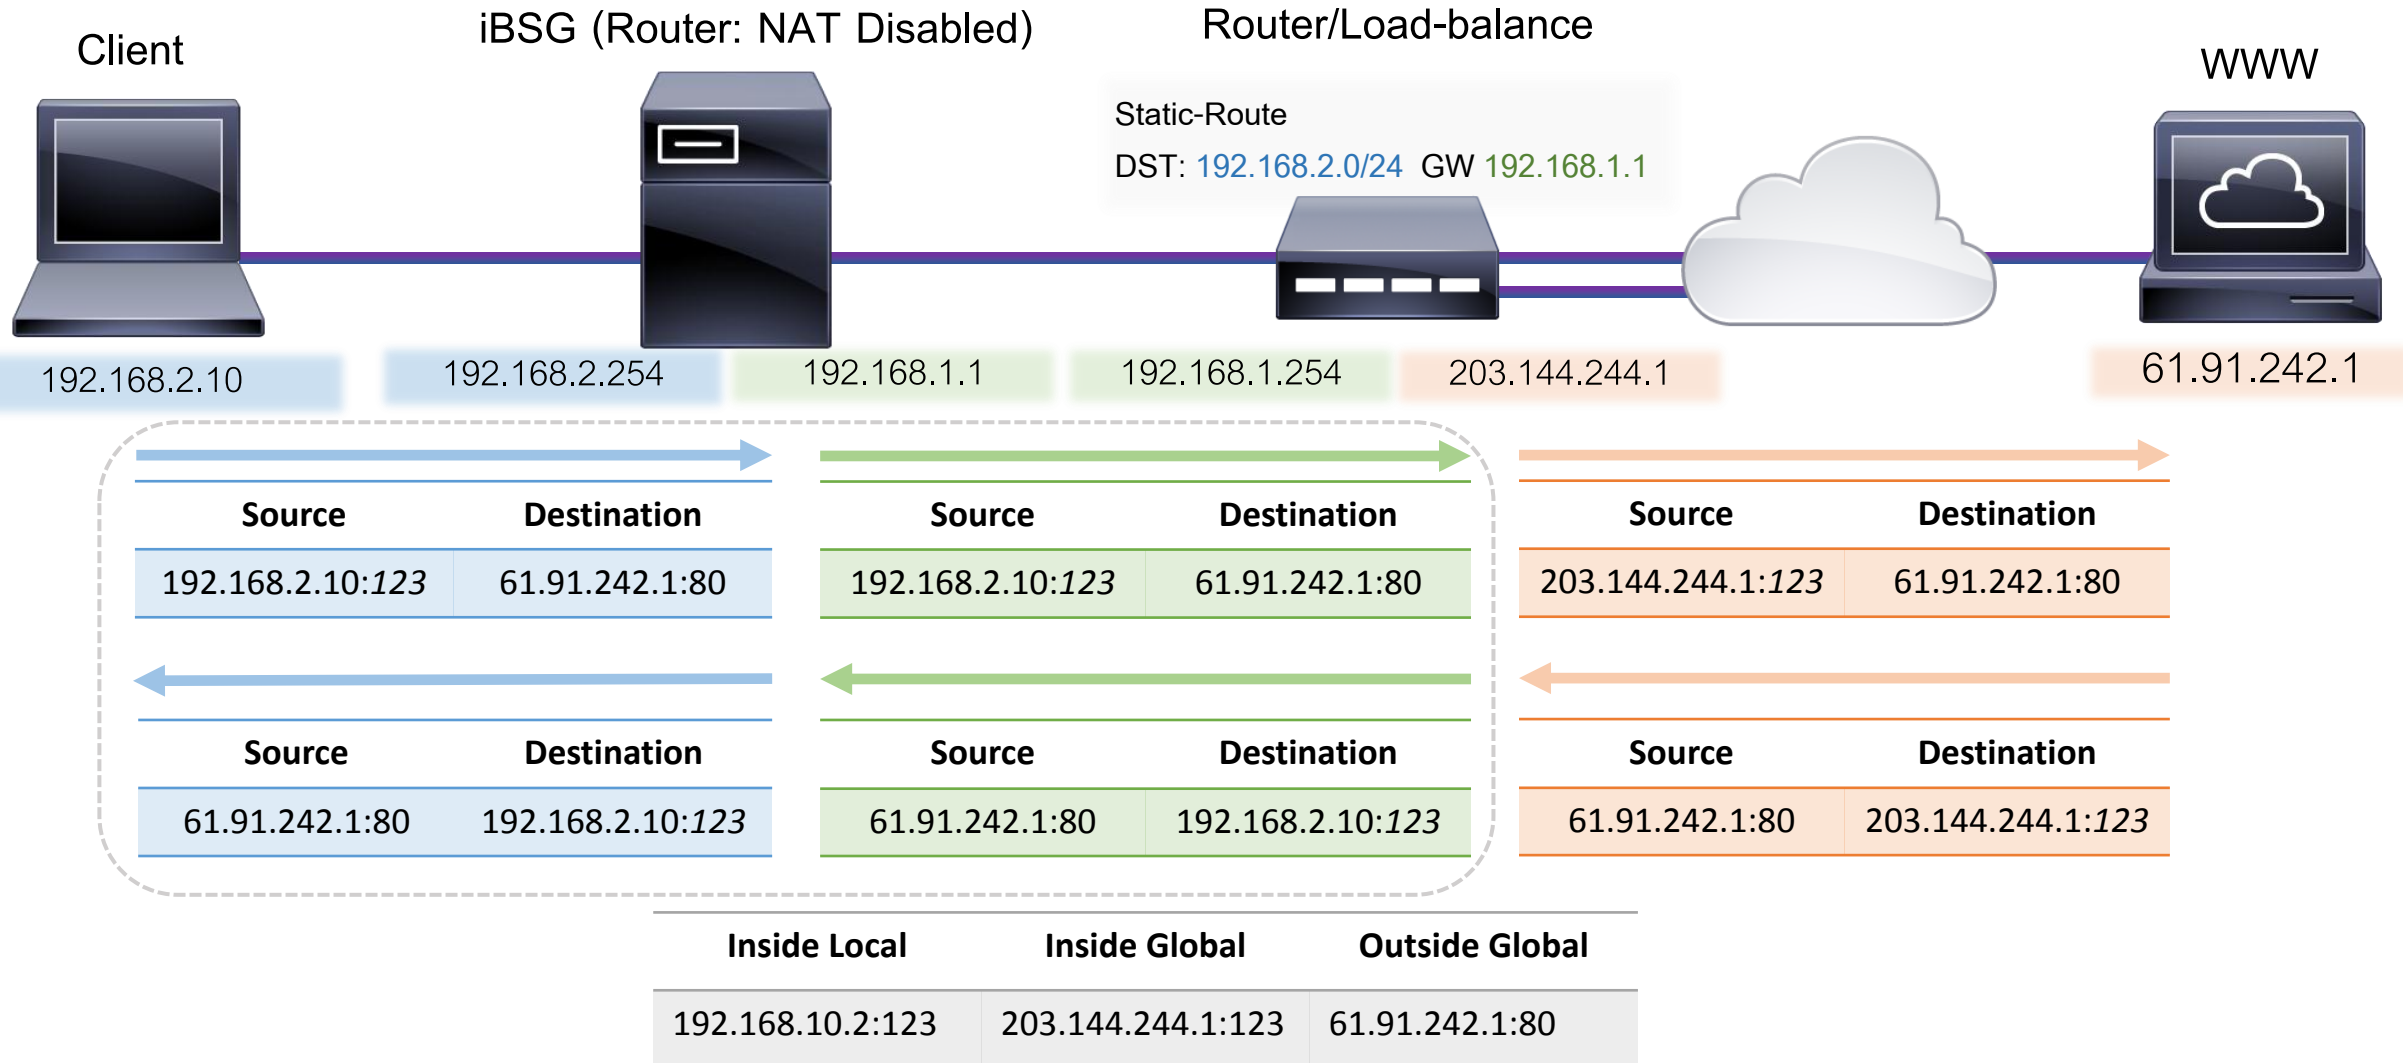 Client
iBSG (Router: NAT Disabled)
Router/Load-balance
WWW
Static-Route
DST: 192.168.2.0/24 GW 192.168.1.1
192.168.2.10
192.168.2.254
192.168.1.1
192.168.1.254
203.144.244.1
61.91.242.1
Source Destination
192.168.2.10:123 61.91.242.1:80
Source Destination
192.168.2.10:123 61.91.242.1:80
Source Destination
203.144.244.1:123 61.91.242.1:80
Source Destination
61.91.242.1:80 192.168.2.10:123
Source Destination
61.91.242.1:80 192.168.2.10:123
Source Destination
61.91.242.1:80 203.144.244.1:123
Inside Local Inside Global Outside Global
192.168.10.2:123 203.144.244.1:123 61.91.242.1:80